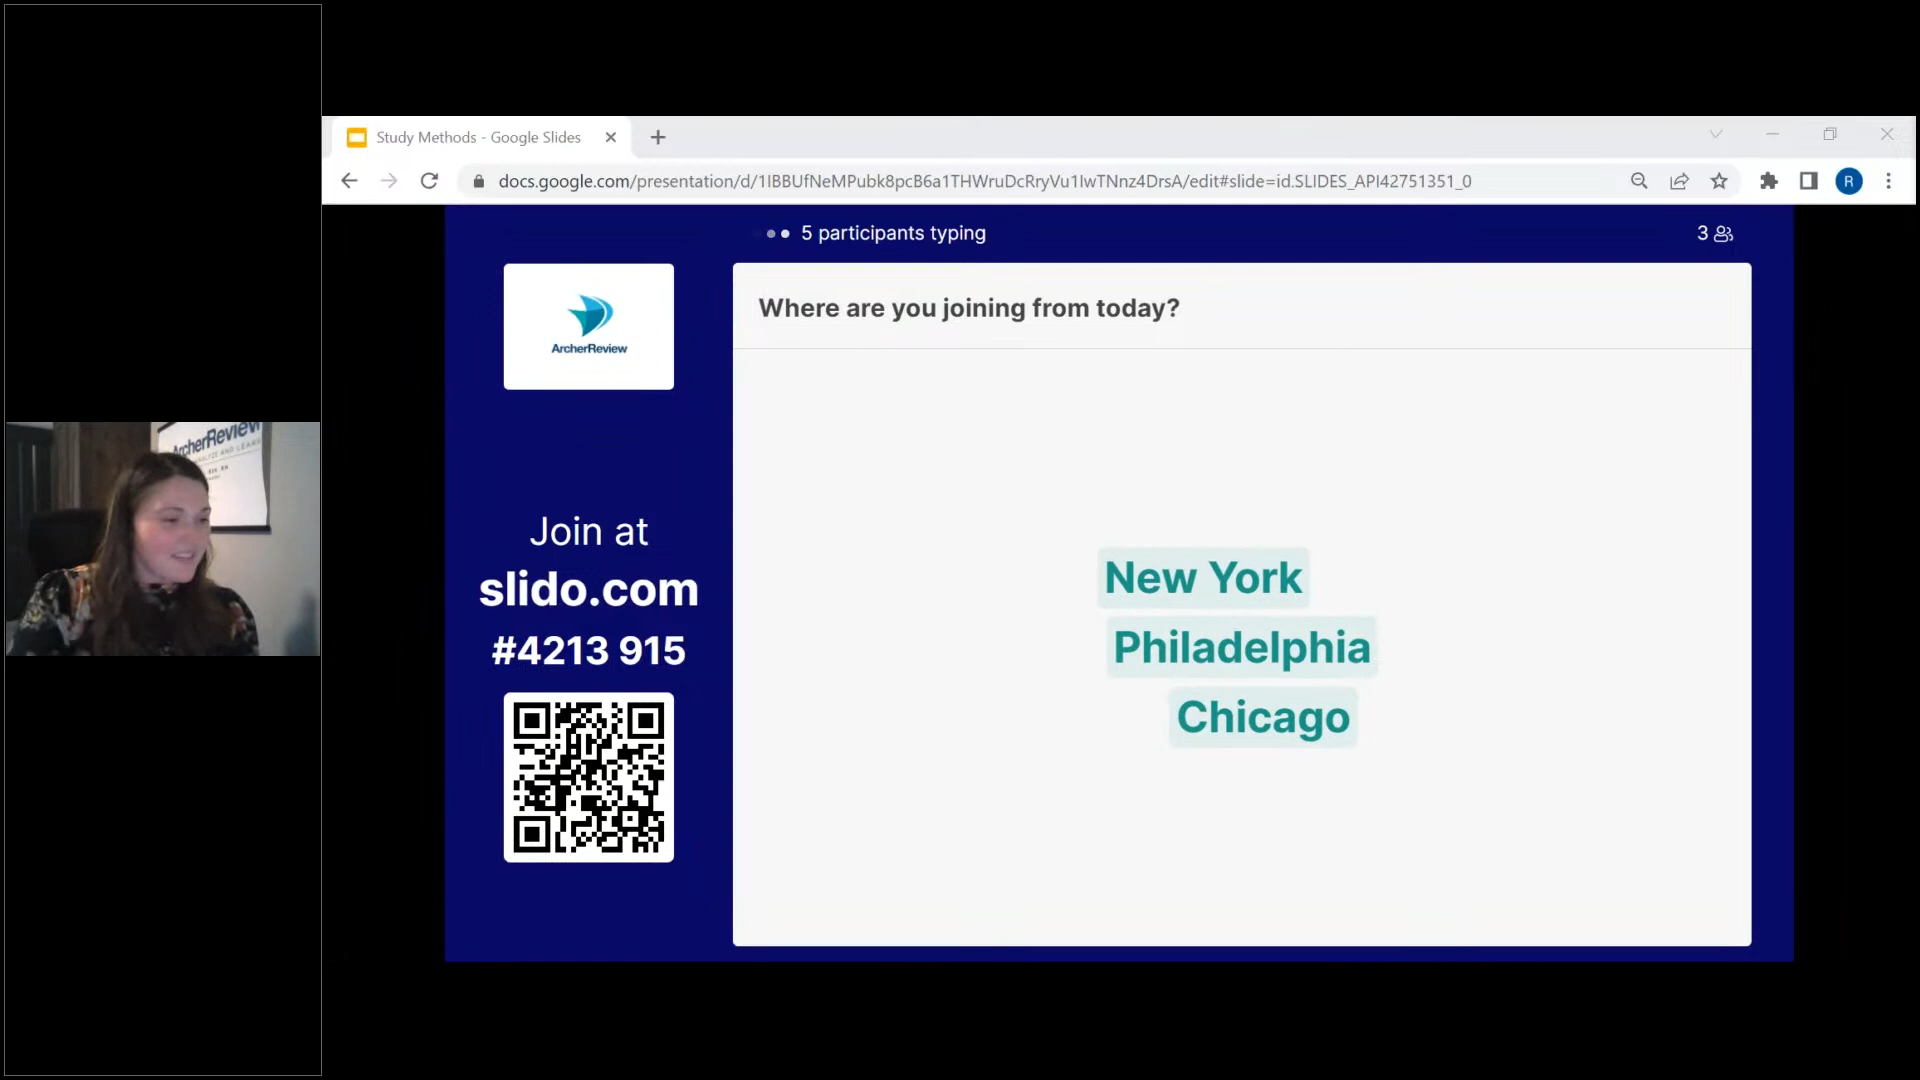 Study Methods - Google Slides
docs.google.com/presentation/d/1IBBUfNeMPubk8pcB6a1THWruDcRryVu1IwTNnz4DrsA/edit#slide=id.SLIDES_API42751351_0
R
5 participants typing
3
ArcherReview
Where are you joining from today?
New York
Philadelphia
Chicago
Join at
slido.com
#4213 915
ArcherReview